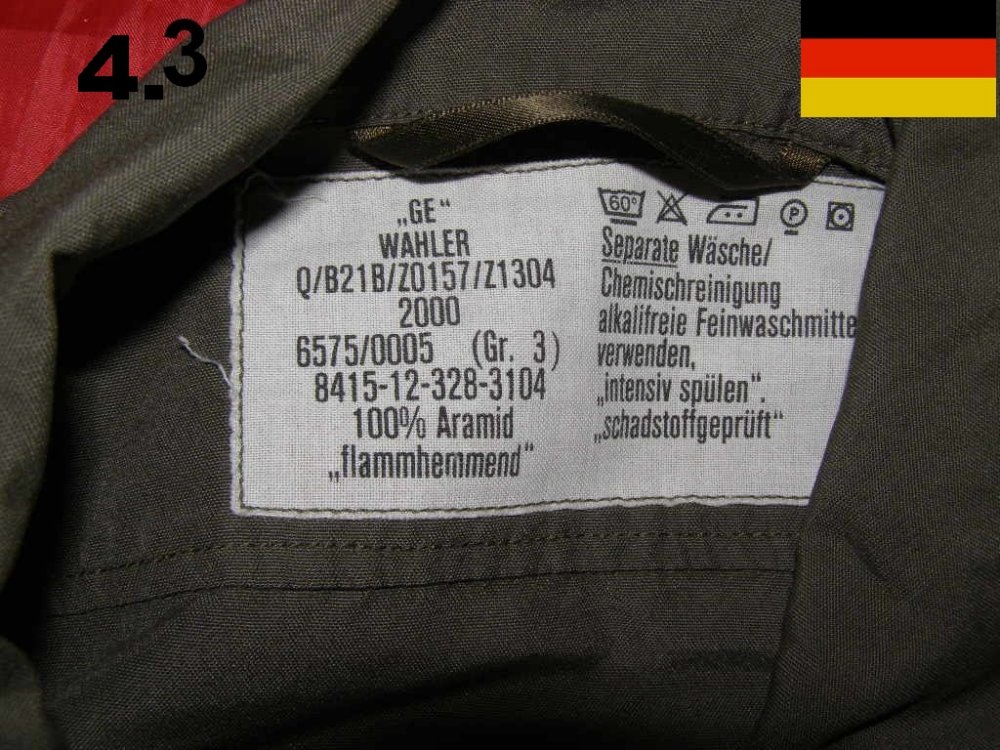 4.3
„GE“
WAHLER
Q/B21B/Z0157/Z1304
2000
6575/0005 (Gr. 3)
8415-12-328-3104
100% Aramid
„flammhemmend“
60°
P
Separate Wäsche/
Chemischreinigung
alkalifreie Feinwaschmitte
verwenden,
„intensiv spülen“.
„schadstoffgeprüft“